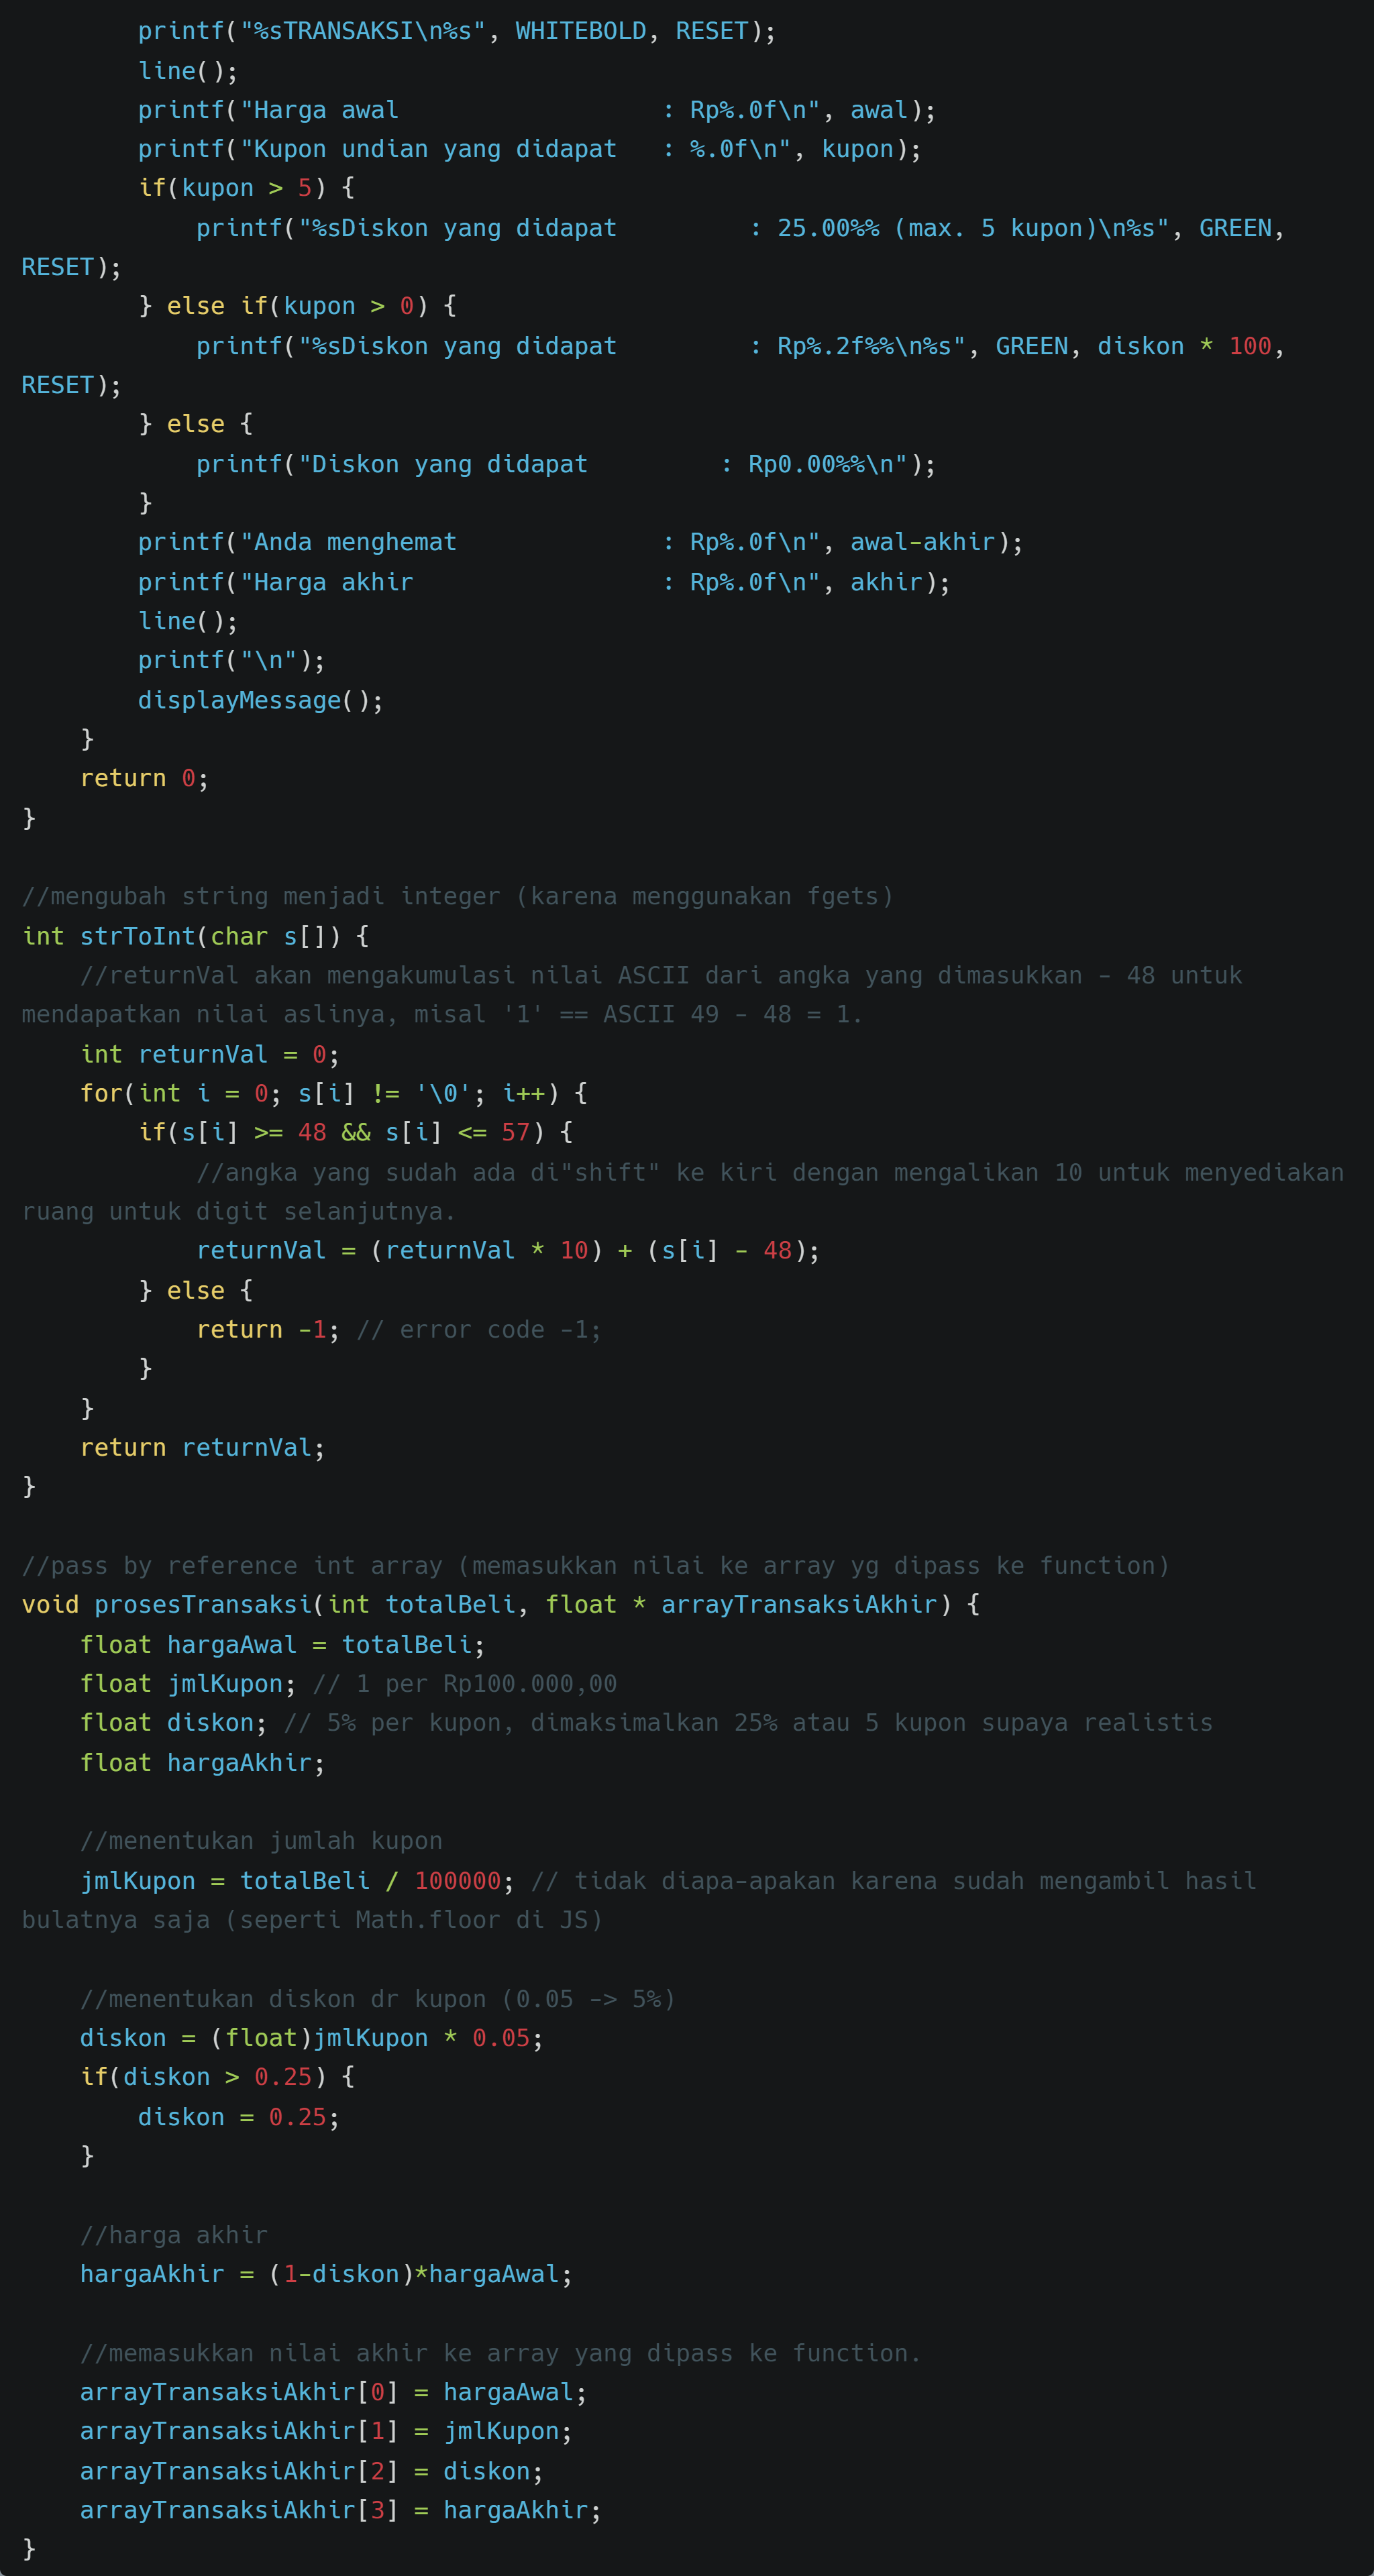 printf("%sTRANSAKSI\n%s", WHITEBOLD, RESET);
        line();
        printf("Harga awal                  : Rp%.0f\n", awal);
        printf("Kupon undian yang didapat   : %.0f\n", kupon);
        if(kupon > 5) {
            printf("%sDiskon yang didapat         : 25.00%% (max. 5 kupon)\n%s", GREEN,
RESET);
        } else if(kupon > 0) {
            printf("%sDiskon yang didapat         : Rp%.2f%%\n%s", GREEN, diskon * 100,
RESET);
        } else {
            printf("Diskon yang didapat         : Rp0.00%%\n");
        }
        printf("Anda menghemat              : Rp%.0f\n", awal-akhir);
        printf("Harga akhir                 : Rp%.0f\n", akhir);
        line();
        printf("\n");
        displayMessage();
    }
    return 0;
}

//mengubah string menjadi integer (karena menggunakan fgets)
int strToInt(char s[]) {
    //returnVal akan mengakumulasi nilai ASCII dari angka yang dimasukkan - 48 untuk
mendapatkan nilai aslinya, misal '1' == ASCII 49 - 48 = 1.
    int returnVal = 0;
    for(int i = 0; s[i] != '\0'; i++) {
        if(s[i] >= 48 && s[i] <= 57) {
            //angka yang sudah ada di"shift" ke kiri dengan mengalikan 10 untuk menyediakan
ruang untuk digit selanjutnya.
            returnVal = (returnVal * 10) + (s[i] - 48);
        } else {
            return -1; // error code -1;
        }
    }
    return returnVal;
}

//pass by reference int array (memasukkan nilai ke array yg dipass ke function)
void prosesTransaksi(int totalBeli, float * arrayTransaksiAkhir) {
    float hargaAwal = totalBeli;
    float jmlKupon; // 1 per Rp100.000,00
    float diskon; // 5% per kupon, dimaksimalkan 25% atau 5 kupon supaya realistis
    float hargaAkhir;

    //menentukan jumlah kupon
    jmlKupon = totalBeli / 100000; // tidak diapa-apakan karena sudah mengambil hasil
bulatnya saja (seperti Math.floor di JS)

    //menentukan diskon dr kupon (0.05 -> 5%)
    diskon = (float)jmlKupon * 0.05;
    if(diskon > 0.25) {
        diskon = 0.25;
    }

    //harga akhir
    hargaAkhir = (1-diskon)*hargaAwal;

    //memasukkan nilai akhir ke array yang dipass ke function.
    arrayTransaksiAkhir[0] = hargaAwal;
    arrayTransaksiAkhir[1] = jmlKupon;
    arrayTransaksiAkhir[2] = diskon;
    arrayTransaksiAkhir[3] = hargaAkhir;
}